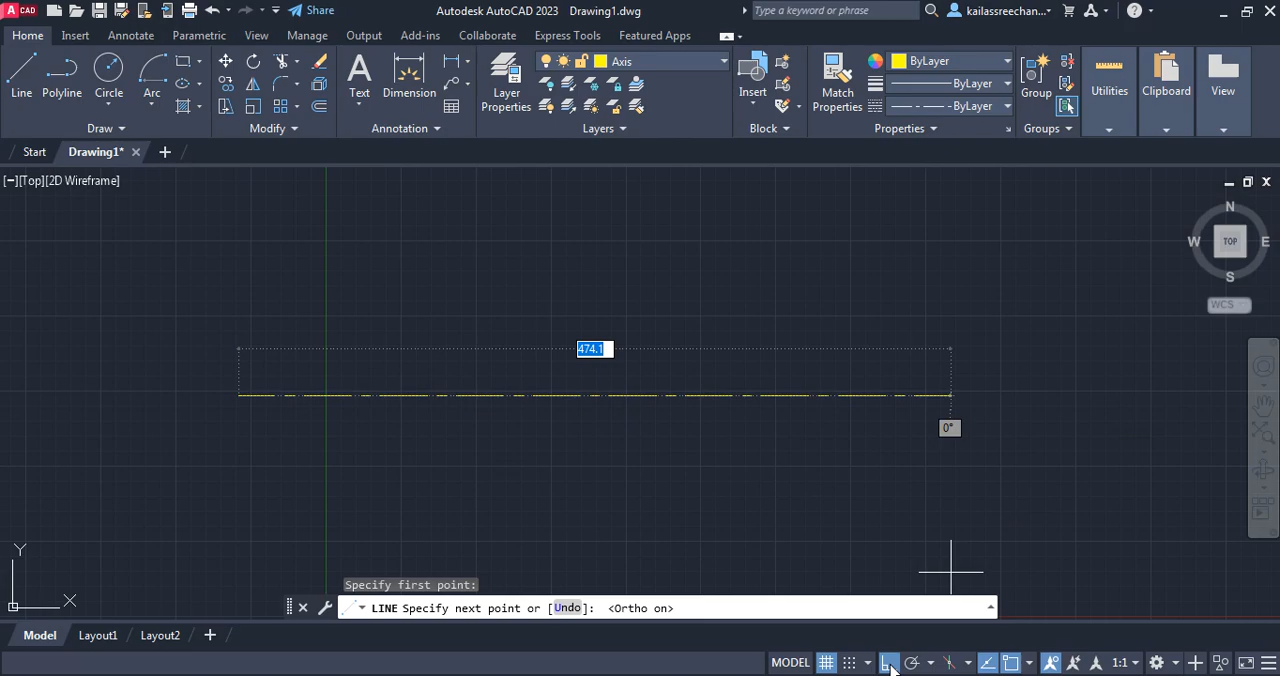 CAD Share Autodesk AutoCAD 2023 Drawing1.dwg Type a keyword or phrase kailassreechan...
Home Insert Annotate Parametric View Manage Output Add-ins Collaborate Express Tools Featured Apps
Axis ByLayer
Line Polyline Circle Arc Text Dimension Layer Properties Insert Match Properties ByLayer Group Utilities Clipboard View
ByLayer
Draw Modify Annotation Layers Block Properties Groups
Start Drawing1*
[−][Top][2D Wireframe]
N
W TOP E
S
WCS
474.1
0°
Y
X
Specify first point:
LINE Specify next point or [Undo]: <Ortho on>
Model Layout1 Layout2
MODEL 1:1